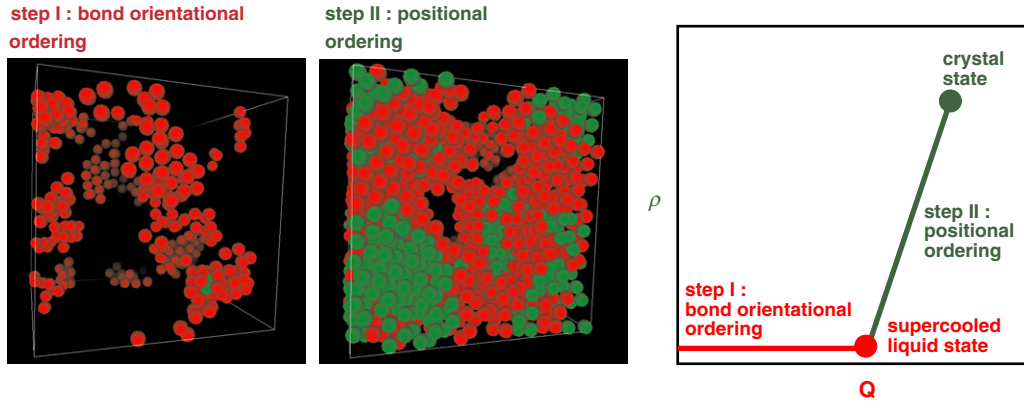 step I : bond orientational
ordering
step II : positional
ordering
crystal
state
ρ
step II :
positional
ordering
step I :
bond orientational
ordering
supercooled
liquid state
Q